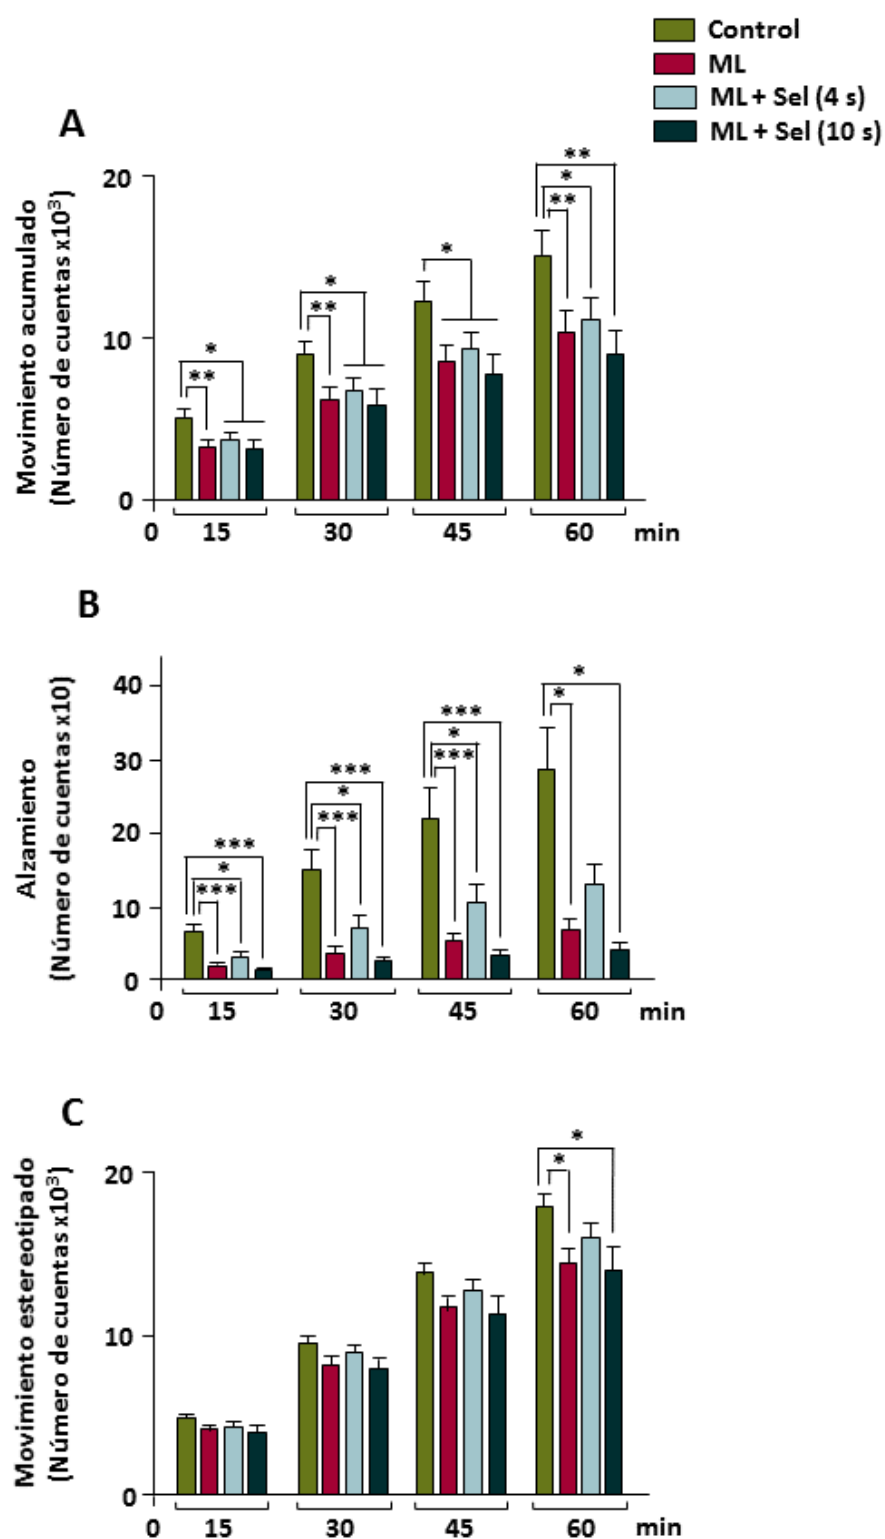 Control
ML
ML + Sel (4 s)
ML + Sel (10 s)
A
Movimiento acumulado
(Número de cuentas x10³)
20
10
0
**
*
**
*
*
**
*
**
0 15 30 45 60 min
B
Alzamiento
(Número de cuentas x10)
40
30
20
10
0
***
*
***
***
*
***
***
*
***
*
*
0 15 30 45 60 min
C
Movimiento estereotipado
(Número de cuentas x10³)
20
10
0
*
*
0 15 30 45 60 min